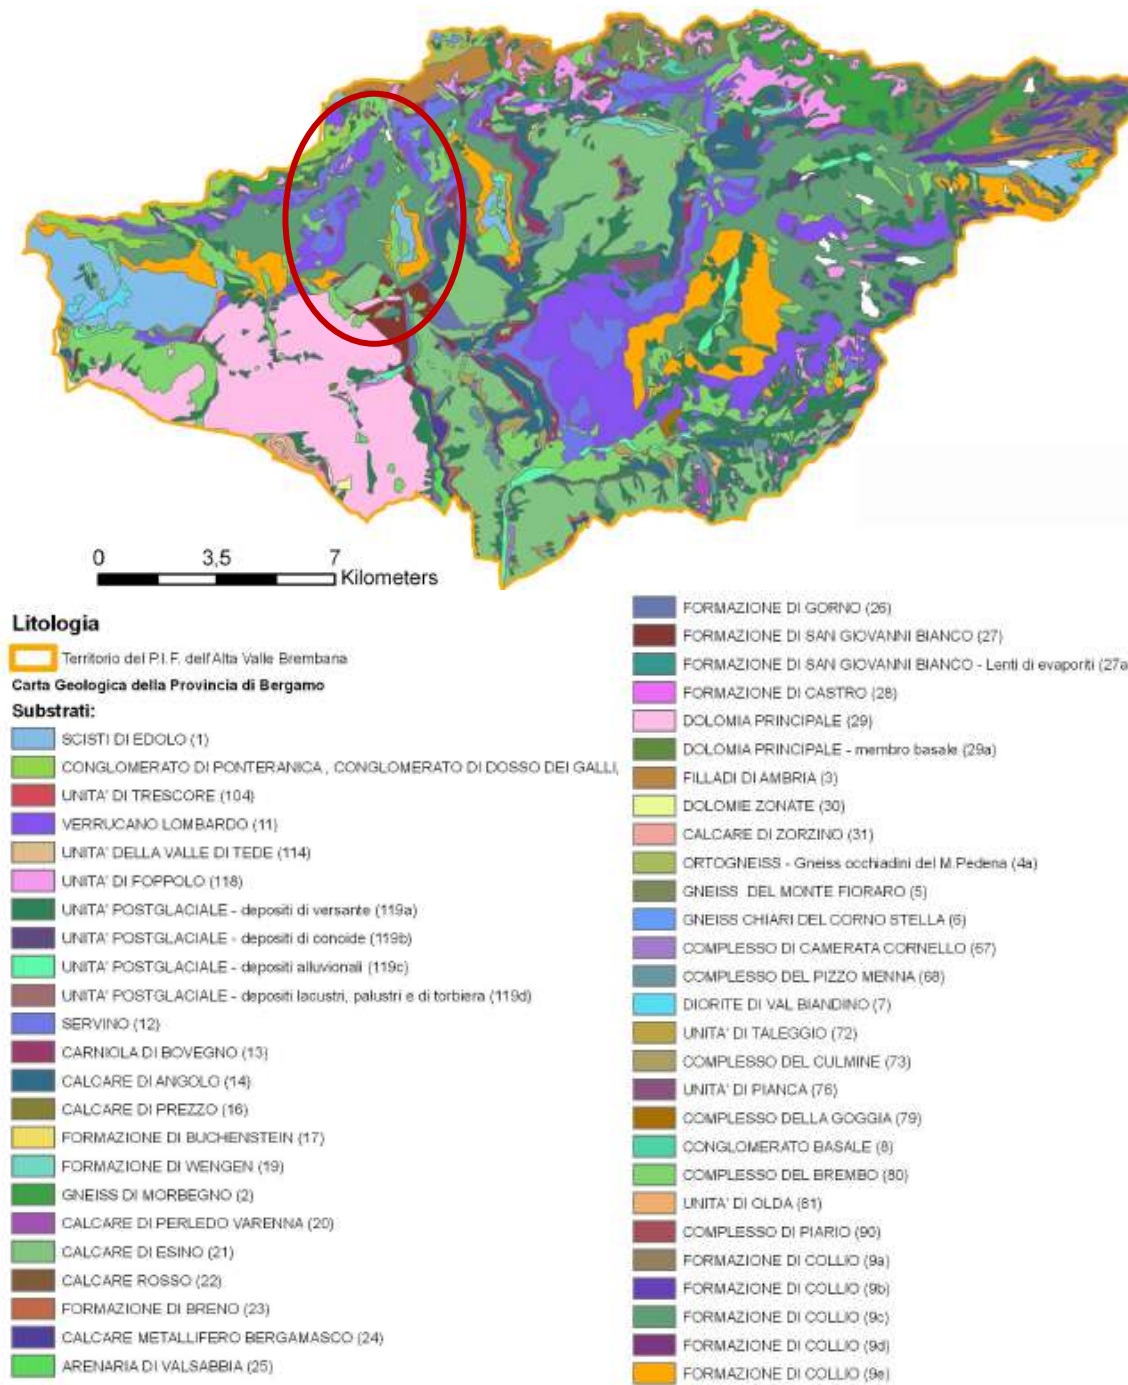 0 3,5 7
Kilometers
Litologia
Territorio del P.I.F. dell'Alta Valle Brembana
Carta Geologica della Provincia di Bergamo
Substrati:
SCISTI DI EDOLO (1)
CONGLOMERATO DI PONTERANICA , CONGLOMERATO DI DOSSO DEI GALLI,
UNITA' DI TRESCORE (104)
VERRUCANO LOMBARDO (11)
UNITA' DELLA VALLE DI TEDE (114)
UNITA' DI FOPPOLO (118)
UNITA' POSTGLACIALE - depositi di versante (119a)
UNITA' POSTGLACIALE - depositi di conoide (119b)
UNITA' POSTGLACIALE - depositi alluvionali (119c)
UNITA' POSTGLACIALE - depositi lacustri, palustri e di torbiera (119d)
SERVINO (12)
CARNIOLA DI BOVEGNO (13)
CALCARE DI ANGOLO (14)
CALCARE DI PREZZO (16)
FORMAZIONE DI BUCHENSTEIN (17)
FORMAZIONE DI WENGEN (19)
GNEISS DI MORBEGNO (2)
CALCARE DI PERLEDO VARENNA (20)
CALCARE DI ESINO (21)
CALCARE ROSSO (22)
FORMAZIONE DI BRENO (23)
CALCARE METALLIFERO BERGAMASCO (24)
ARENARIA DI VALSABBIA (25)
FORMAZIONE DI GORNO (26)
FORMAZIONE DI SAN GIOVANNI BIANCO (27)
FORMAZIONE DI SAN GIOVANNI BIANCO - Lenti di evaporiti (27a
FORMAZIONE DI CASTRO (28)
DOLOMIA PRINCIPALE (29)
DOLOMIA PRINCIPALE - membro basale (29a)
FILLADI DI AMBRIA (3)
DOLOMIE ZONATE (30)
CALCARE DI ZORZINO (31)
ORTOGNEISS - Gneiss occhiadini del M.Pedena (4a)
GNEISS DEL MONTE FIORARO (5)
GNEISS CHIARI DEL CORNO STELLA (6)
COMPLESSO DI CAMERATA CORNELLO (67)
COMPLESSO DEL PIZZO MENNA (68)
DIORITE DI VAL BIANDINO (7)
UNITA' DI TALEGGIO (72)
COMPLESSO DEL CULMINE (73)
UNITA' DI PIANCA (76)
COMPLESSO DELLA GOGGIA (79)
CONGLOMERATO BASALE (8)
COMPLESSO DEL BREMBO (80)
UNITA' DI OLDA (81)
COMPLESSO DI PIARIO (90)
FORMAZIONE DI COLLIO (9a)
FORMAZIONE DI COLLIO (9b)
FORMAZIONE DI COLLIO (9c)
FORMAZIONE DI COLLIO (9d)
FORMAZIONE DI COLLIO (9e)